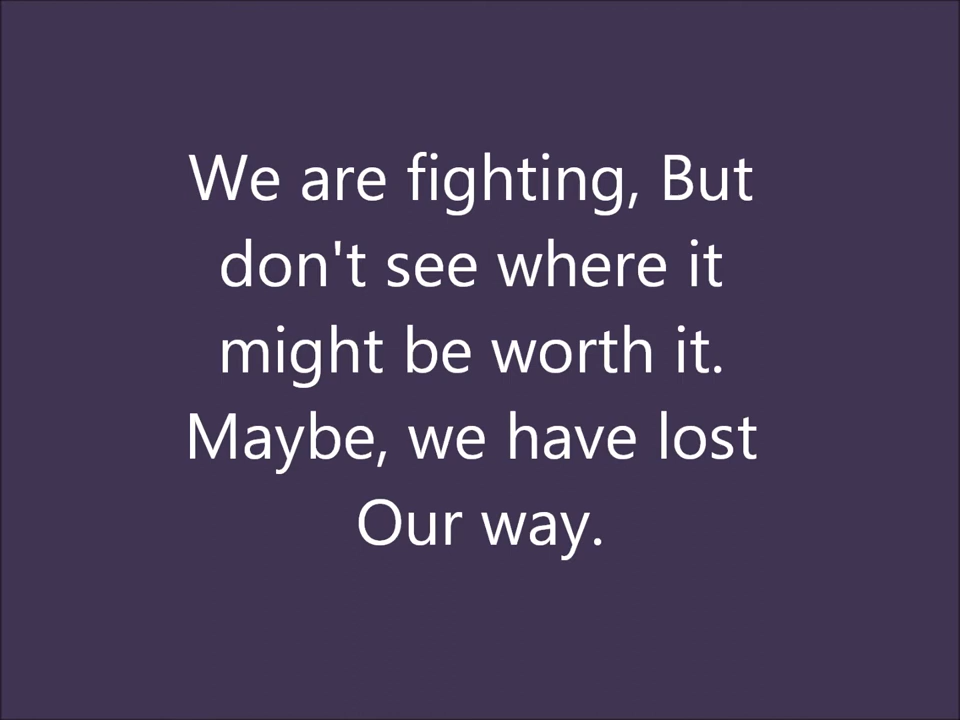 We are fighting, But
don't see where it
might be worth it.
Maybe, we have lost
Our way.